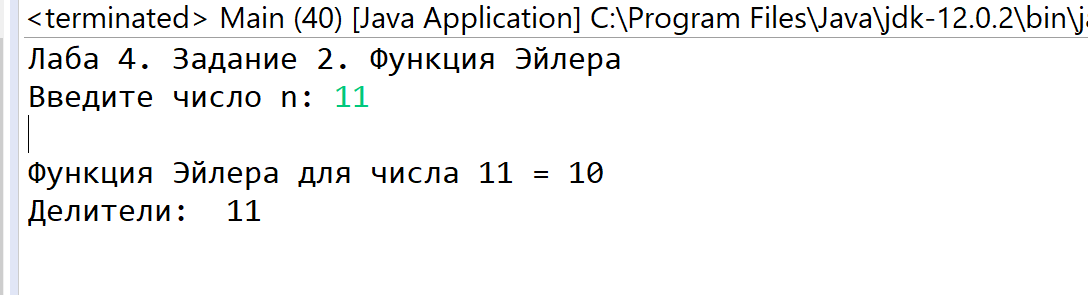 <terminated> Main (40) [Java Application] C:\Program Files\Java\jdk-12.0.2\bin\
Лаба 4. Задание 2. Функция Эйлера
Введите число n: 11
Функция Эйлера для числа 11 = 10
Делители:  11